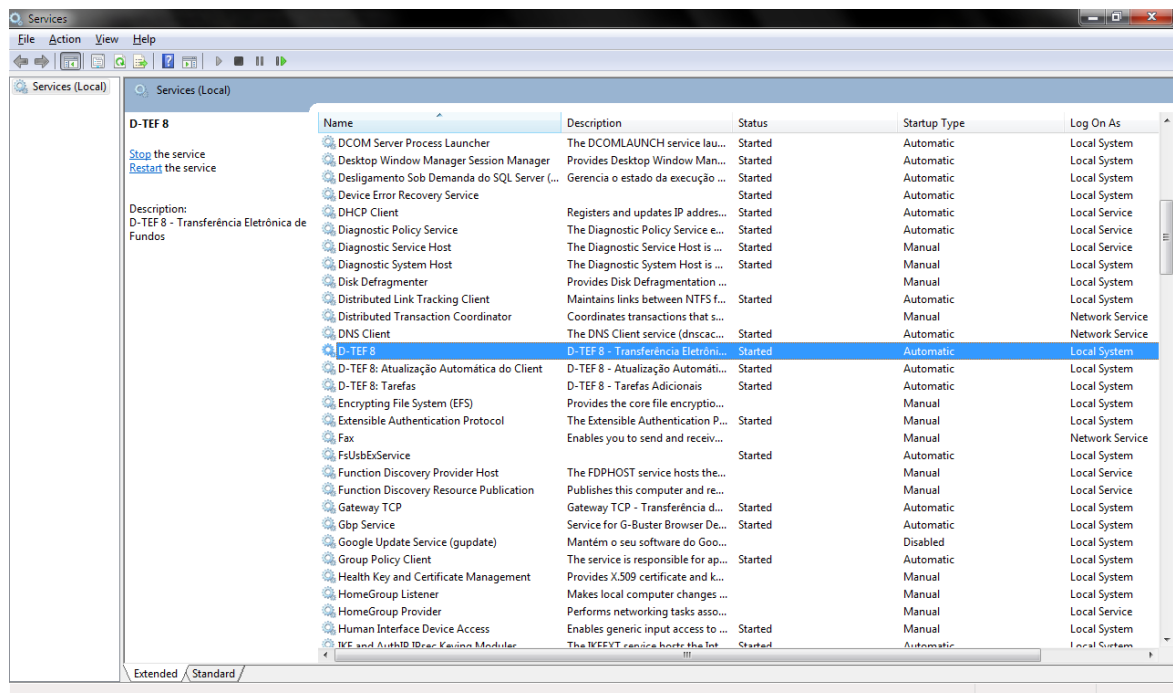 Services
File Action View Help
Services (Local)
Services (Local)
D-TEF 8
Stop the service
Restart the service
Description:
D-TEF 8 - Transferência Eletrônica de
Fundos
Name Description Status Startup Type Log On As
DCOM Server Process Launcher The DCOMLAUNCH service lau... Started Automatic Local System
Desktop Window Manager Session Manager Provides Desktop Window Man... Started Automatic Local System
Desligamento Sob Demanda do SQL Server (... Gerencia o estado da execução ... Started Automatic Local System
Device Error Recovery Service Started Automatic Local System
DHCP Client Registers and updates IP addres... Started Automatic Local Service
Diagnostic Policy Service The Diagnostic Policy Service e... Started Automatic Local Service
Diagnostic Service Host The Diagnostic Service Host is ... Started Manual Local Service
Diagnostic System Host The Diagnostic System Host is ... Started Manual Local System
Disk Defragmenter Provides Disk Defragmentation ... Manual Local System
Distributed Link Tracking Client Maintains links between NTFS f... Started Automatic Local System
Distributed Transaction Coordinator Coordinates transactions that s... Manual Network Service
DNS Client The DNS Client service (dnscac... Started Automatic Network Service
D-TEF 8 D-TEF 8 - Transferência Eletrôni... Started Automatic Local System
D-TEF 8: Atualização Automática do Client D-TEF 8 - Atualização Automáti... Started Automatic Local System
D-TEF 8: Tarefas D-TEF 8 - Tarefas Adicionais Started Automatic Local System
Encrypting File System (EFS) Provides the core file encryptio... Manual Local System
Extensible Authentication Protocol The Extensible Authentication P... Started Manual Local System
Fax Enables you to send and receiv... Manual Network Service
FsUsbExService Started Automatic Local System
Function Discovery Provider Host The FDPHOST service hosts the... Manual Local Service
Function Discovery Resource Publication Publishes this computer and re... Manual Local Service
Gateway TCP Gateway TCP - Transferência d... Started Automatic Local System
Gbp Service Service for G-Buster Browser De... Started Automatic Local System
Google Update Service (gupdate) Mantém o seu software do Goo... Disabled Local System
Group Policy Client The service is responsible for ap... Started Automatic Local System
Health Key and Certificate Management Provides X.509 certificate and k... Manual Local System
HomeGroup Listener Makes local computer changes ... Manual Local System
HomeGroup Provider Performs networking tasks asso... Manual Local Service
Human Interface Device Access Enables generic input access to ... Started Manual Local System
IKE and AuthIP IPsec Keying Modules The IKEEXT service hosts the Int... Started Automatic Local System
Extended Standard